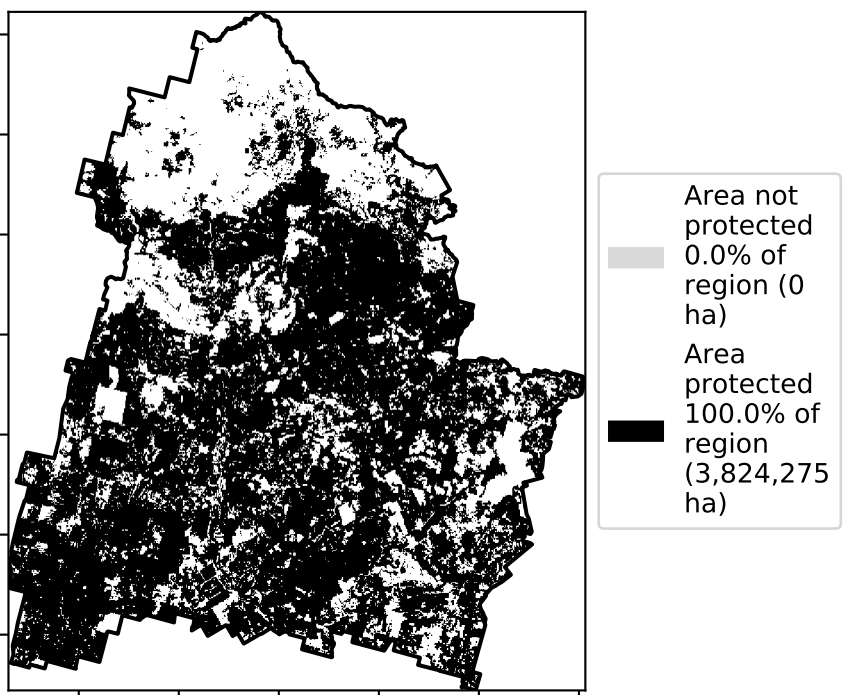 Area not
protected
0.0% of
region (0
ha)
Area
protected
100.0% of
region
(3,824,275
ha)